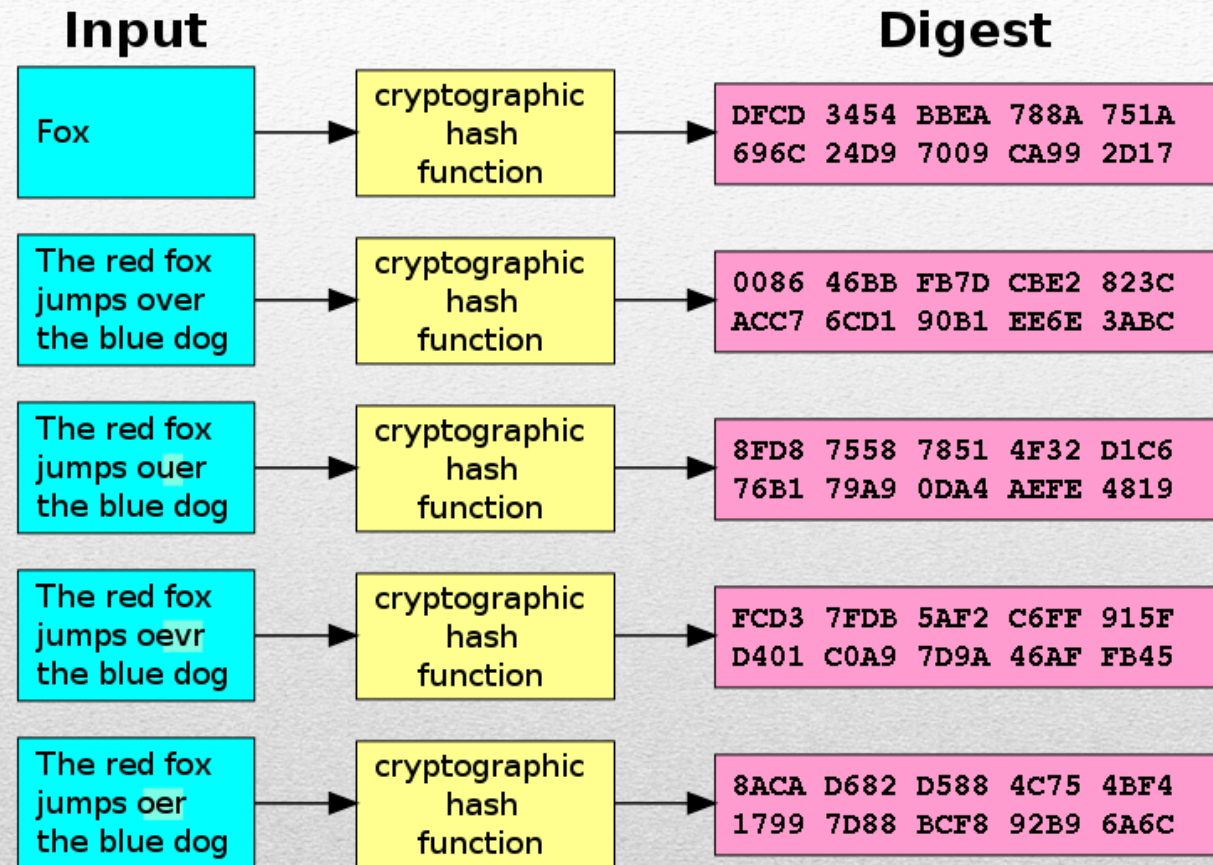 Input
Digest
Fox
cryptographic
hash
function
DFCD 3454 BBEA 788A 751A
696C 24D9 7009 CA99 2D17
The red fox
jumps over
the blue dog
cryptographic
hash
function
0086 46BB FB7D CBE2 823C
ACC7 6CD1 90B1 EE6E 3ABC
The red fox
jumps ouer
the blue dog
cryptographic
hash
function
8FD8 7558 7851 4F32 D1C6
76B1 79A9 0DA4 AEFE 4819
The red fox
jumps oevr
the blue dog
cryptographic
hash
function
FCD3 7FDB 5AF2 C6FF 915F
D401 C0A9 7D9A 46AF FB45
The red fox
jumps oer
the blue dog
cryptographic
hash
function
8ACA D682 D588 4C75 4BF4
1799 7D88 BCF8 92B9 6A6C